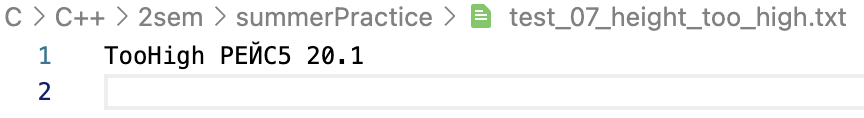 C > C++ > 2sem > summerPractice > test_07_height_too_high.txt
1 TooHigh РЕЙС5 20.1
2